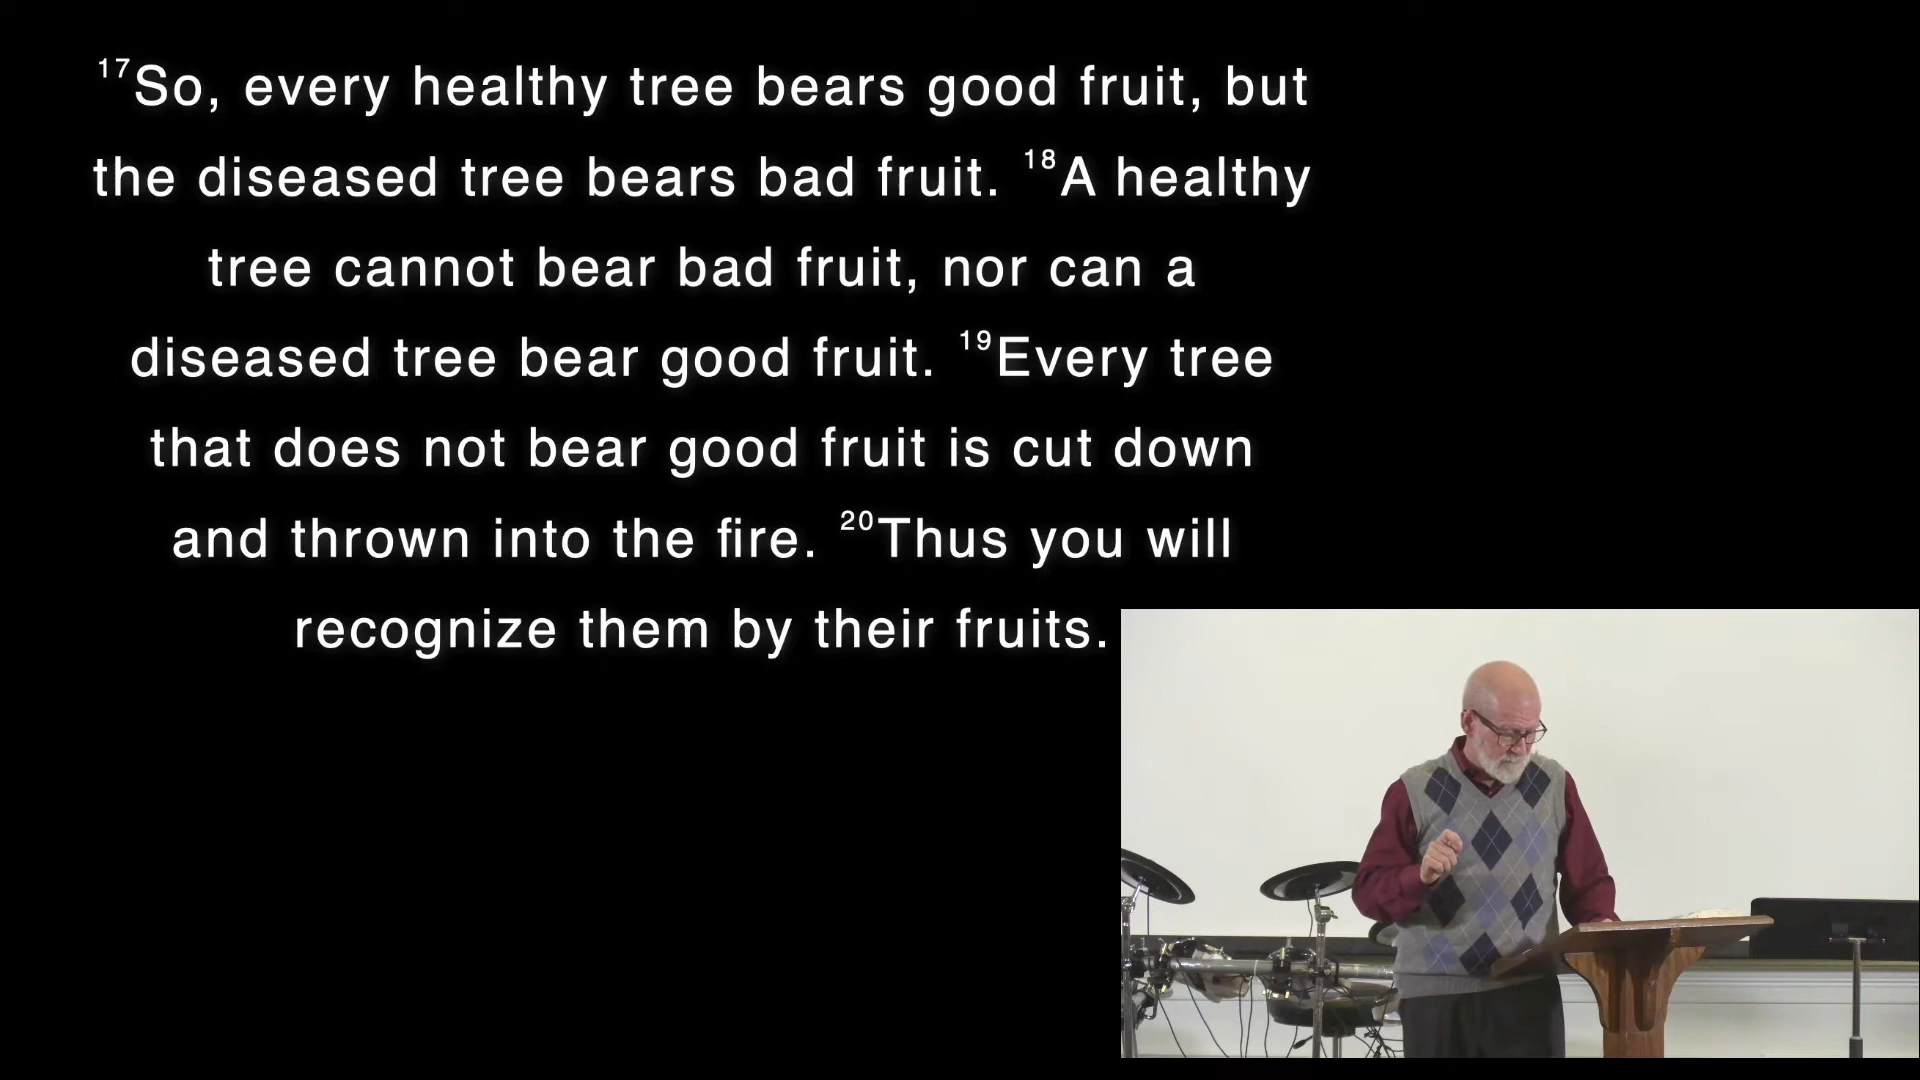 17So, every healthy tree bears good fruit, but
the diseased tree bears bad fruit. 18A healthy
tree cannot bear bad fruit, nor can a
diseased tree bear good fruit. 19Every tree
that does not bear good fruit is cut down
and thrown into the fire. 20Thus you will
recognize them by their fruits.